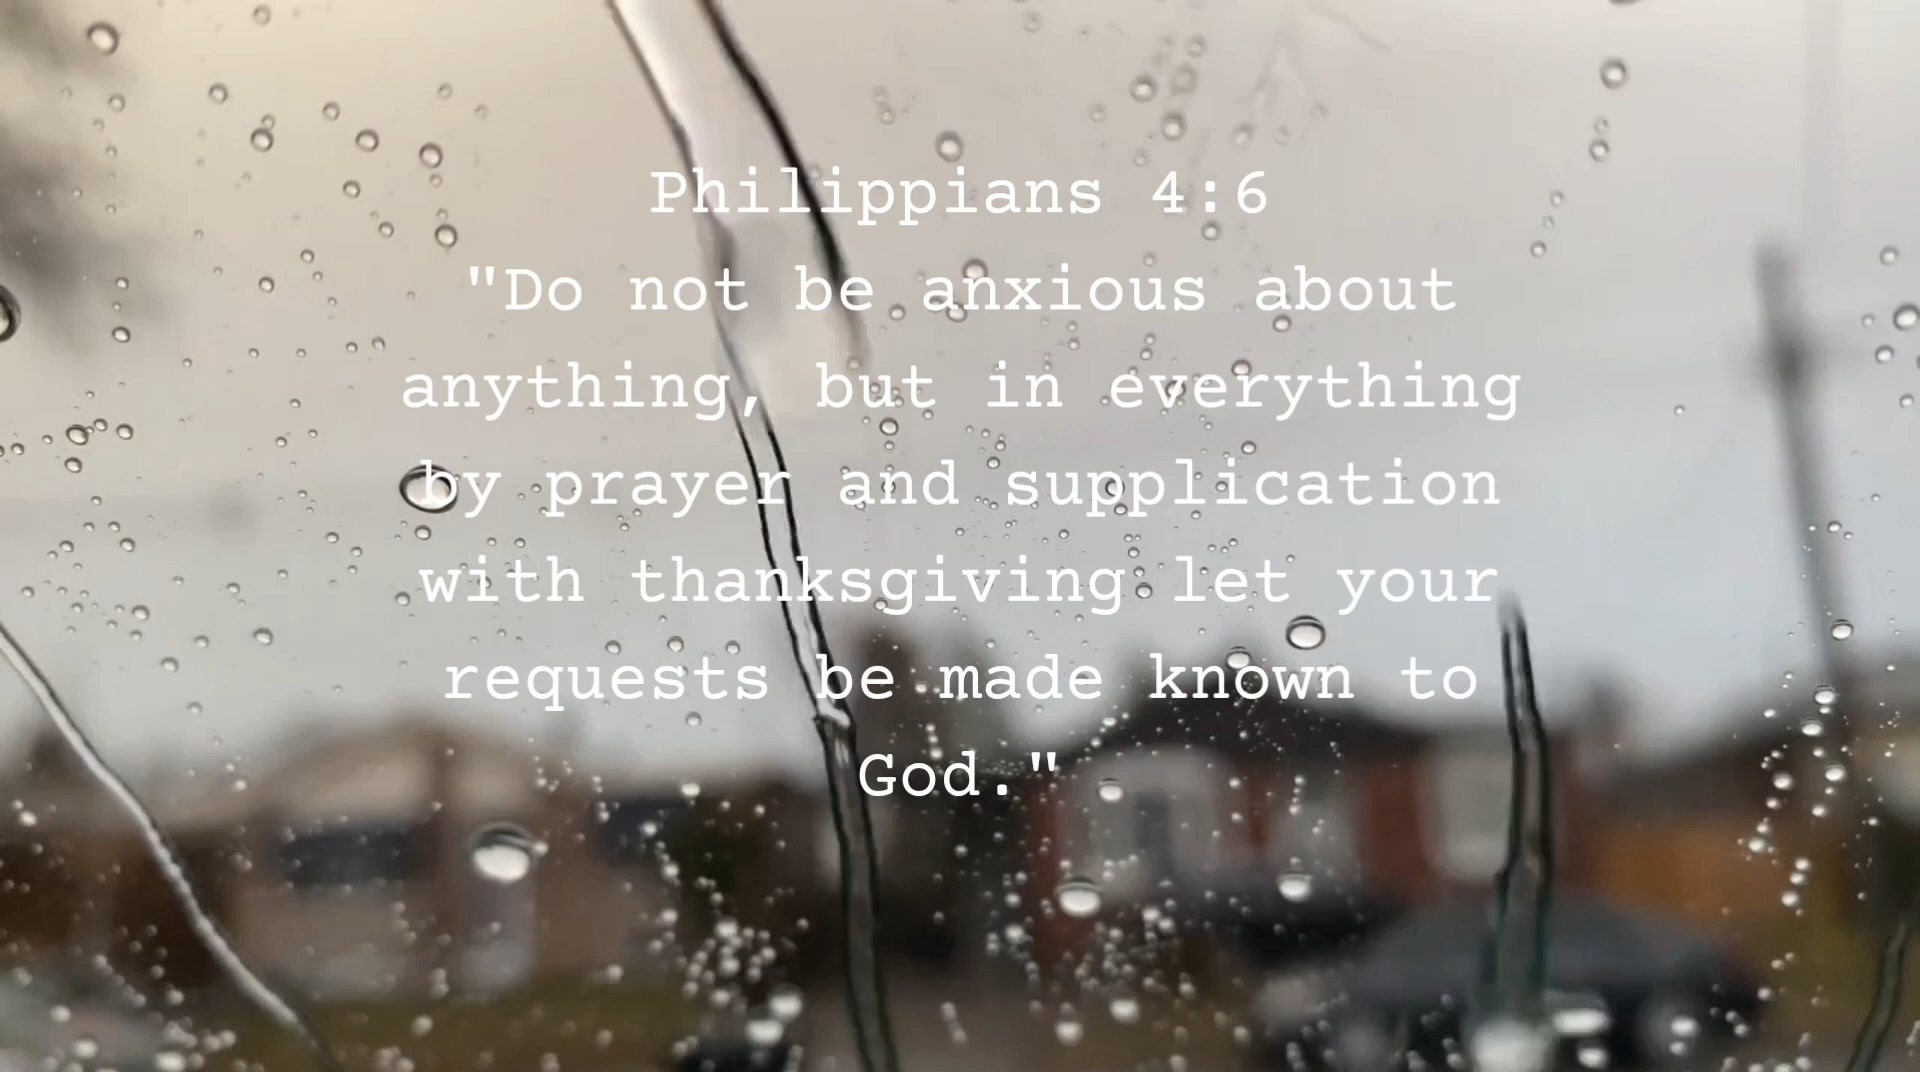 Philippians 4:6
"Do not be anxious about
anything, but in everything
by prayer and supplication
with thanksgiving let your
requests be made known to
God."